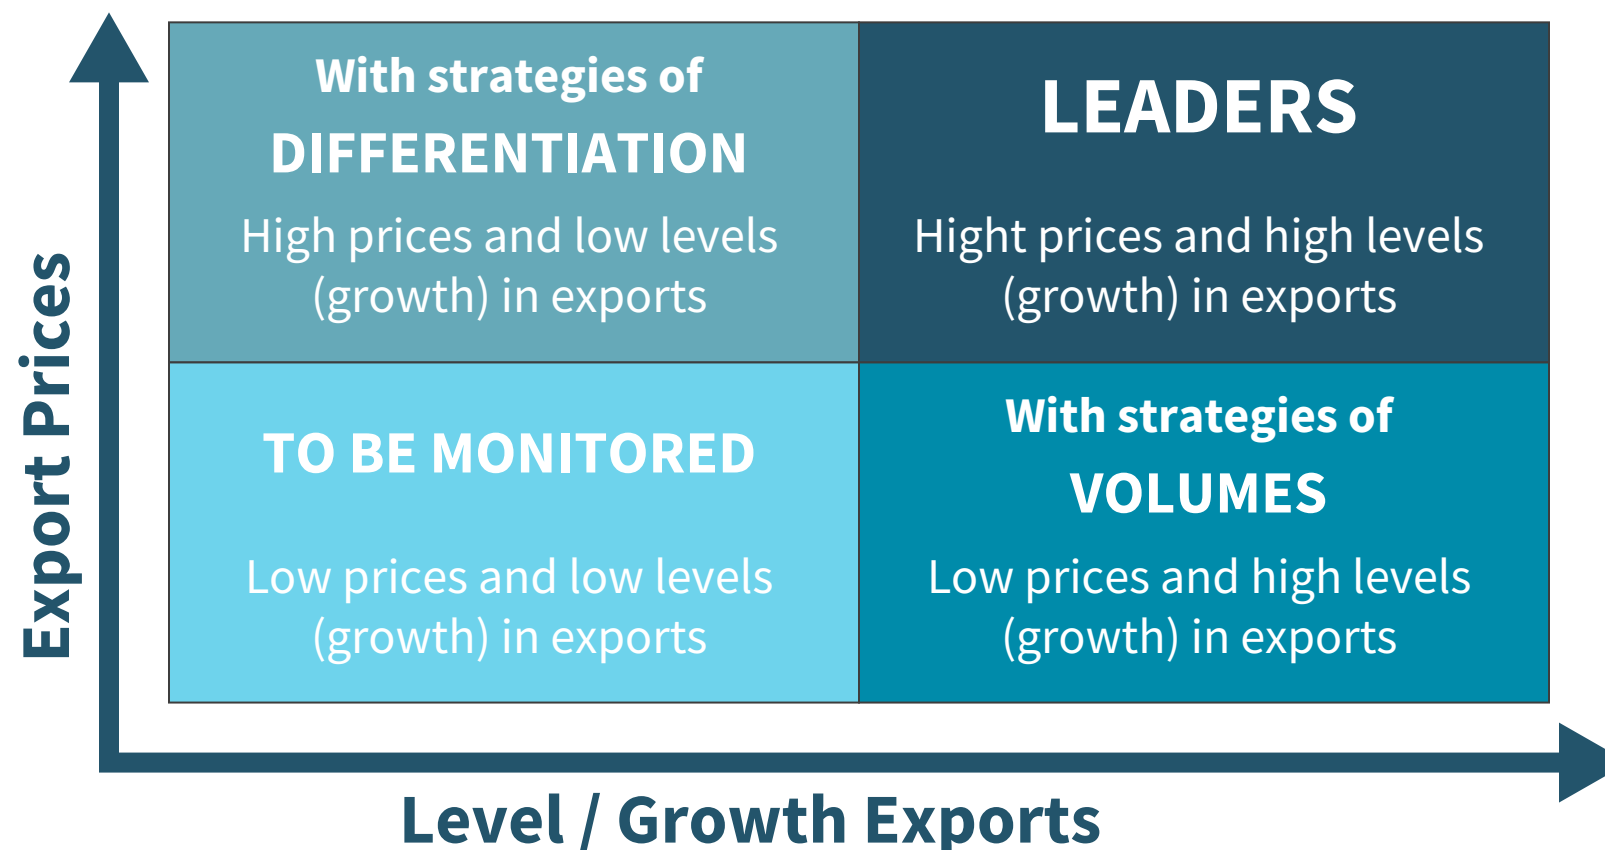 With strategies of
DIFFERENTIATION
High prices and low levels
(growth) in exports
LEADERS
Hight prices and high levels
(growth) in exports
TO BE MONITORED
Low prices and low levels
(growth) in exports
With strategies of
VOLUMES
Low prices and high levels
(growth) in exports
Export Prices
Level / Growth Exports